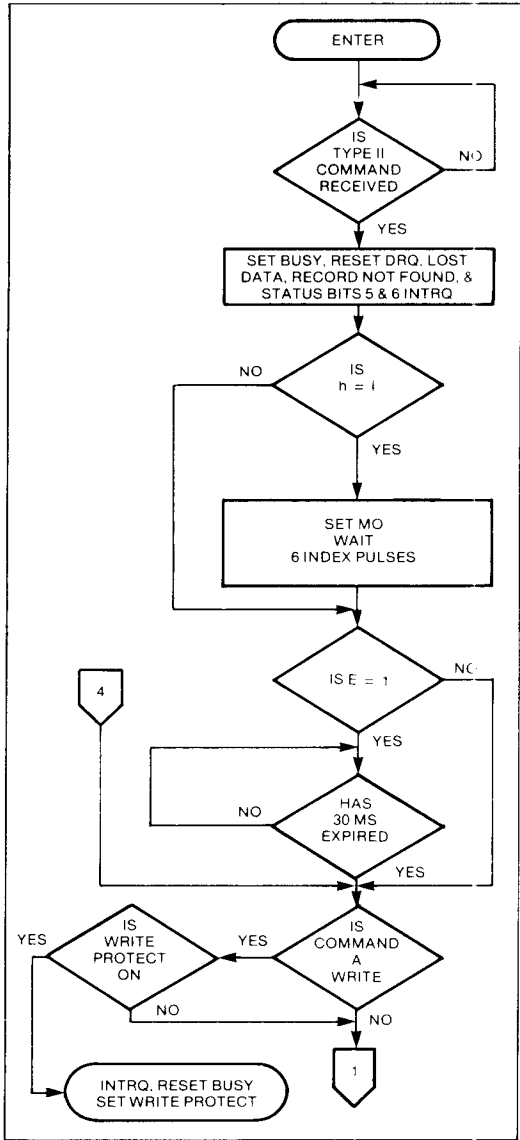 ENTER
IS
TYPE II
COMMAND
RECEIVED
NO
YES
SET BUSY, RESET DRQ, LOST
DATA, RECORD NOT FOUND, &
STATUS BITS 5 & 6 INTRQ
IS
h =
NO
YES
SET MO
WAIT
6 INDEX PULSES
IS E = 1
NO
4
YES
HAS
30 MS
EXPIRED
NO
YES
IS
COMMAND
A
WRITE
YES
IS
WRITE
PROTECT
ON
YES
NO
NO
1
INTRQ, RESET BUSY
SET WRITE PROTECT